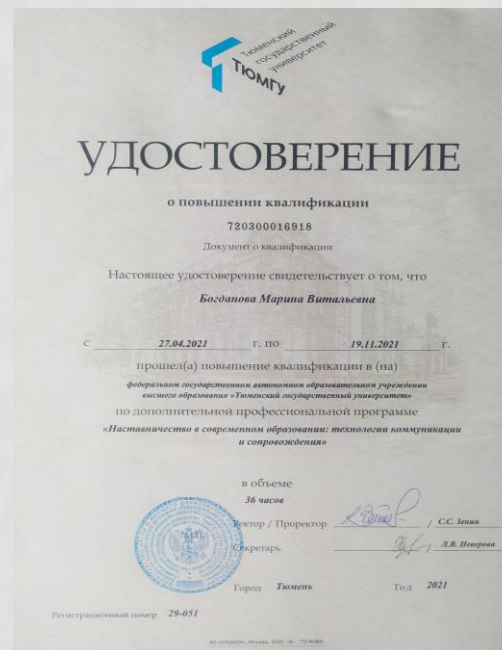 Тюменский
государственный
университет
ТЮМГУ
УДОСТОВЕРЕНИЕ
о повышении квалификации
720300016918
Документ о квалификации
Настоящее удостоверение свидетельствует о том, что
Богданова Марина Витальевна
с 27.04.2021 г. по 19.11.2021 г.
прошел(а) повышение квалификации в (на)
федеральном государственном автономном образовательном учреждении
высшего образования «Тюменский государственный университет»
по дополнительной профессиональной программе
«Наставничество в современном образовании: технологии коммуникации
и сопровождения»
в объеме
36 часов
Ректор / Проректор / С.С. Зенин
Секретарь / Л.В. Неверова
Город Тюмень Год 2021
Регистрационный номер 29-051